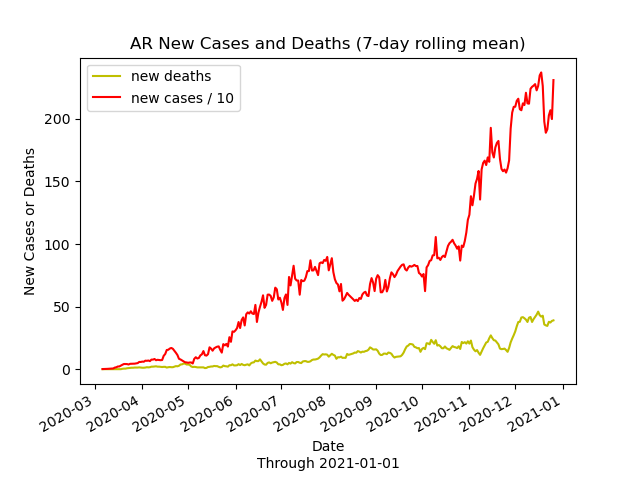 AR New Cases and Deaths (7-day rolling mean)
new deaths
new cases / 10
New Cases or Deaths
200
150
100
50
0
2020-03
2020-04
2020-05
2020-06
2020-07
2020-08
2020-09
2020-10
2020-11
2020-12
2021-01
Date
Through 2021-01-01